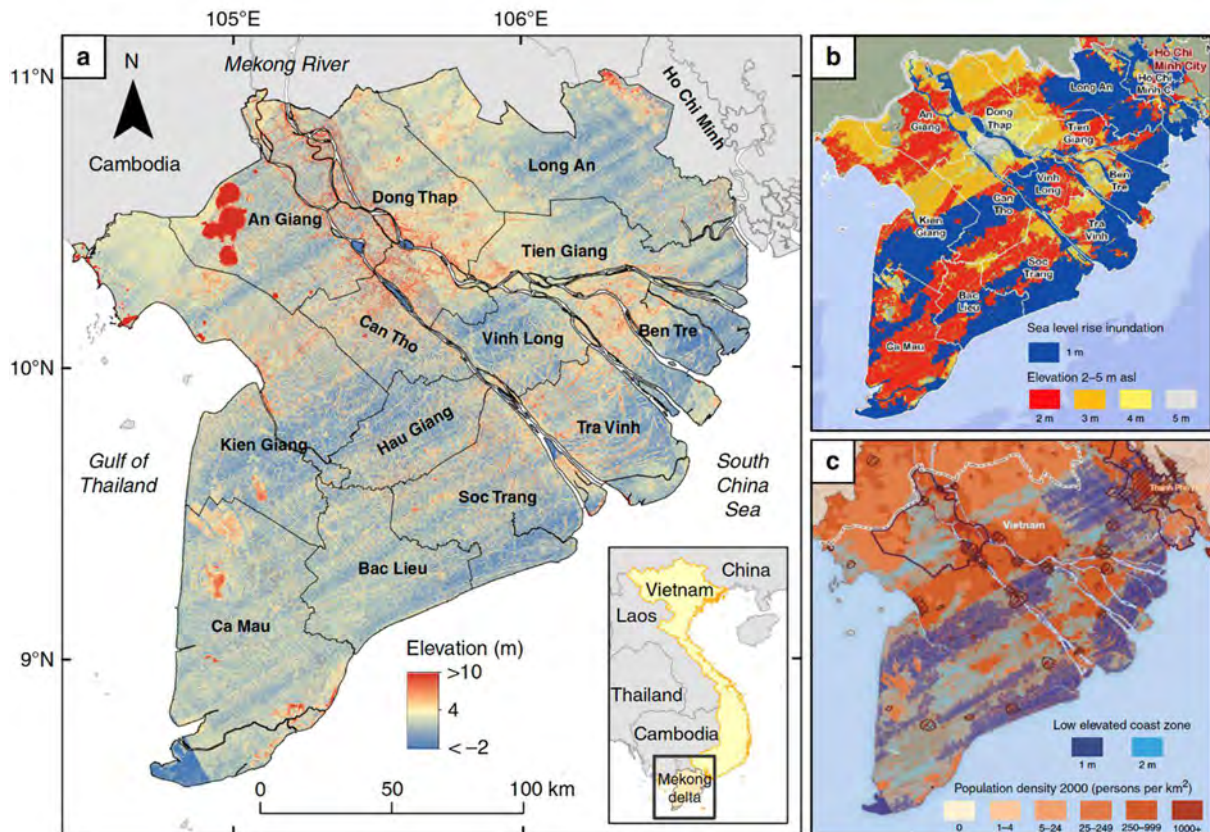 105°E
106°E
a
Mekong River
11°N
N
Ho Chi Minh
Cambodia
Long An
Dong Thap
An Giang
Tien Giang
Ben Tre
Can Tho
Vinh Long
10°N
Hau Giang
Tra Vinh
Kien Giang
Gulf of
Thailand
Soc Trang
South
China
Sea
Bac Lieu
Ca Mau
9°N
Elevation (m)
>10
4
< −2
0 50 100 km
China
Vietnam
Laos
Thailand
Cambodia
Mekong
delta
b
Ho Chi
Minh City
Ho Chi
Minh C.
Long An
An
Giang
Dong
Thap
Tien
Giang
Ben
Tre
Vinh
Long
Can
Tho
Kien
Giang
Tra
Vinh
Soc
Trang
Bac
Lieu
Ca Mau
Sea level rise inundation
1 m
Elevation 2–5 m asl
2 m 3 m 4 m 5 m
c
Vietnam
Low elevated coast zone
1 m 2 m
Population density 2000 (persons per km²)
0 1–4 5–24 25–249 250–999 1000+